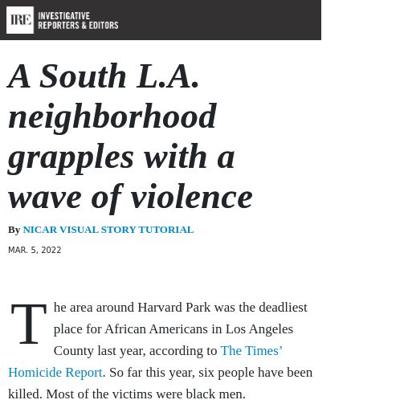 IRE INVESTIGATIVE
REPORTERS & EDITORS
A South L.A.
neighborhood
grapples with a
wave of violence
By NICAR VISUAL STORY TUTORIAL
MAR. 5, 2022
The area around Harvard Park was the deadliest
place for African Americans in Los Angeles
County last year, according to The Times’
Homicide Report. So far this year, six people have been
killed. Most of the victims were black men.